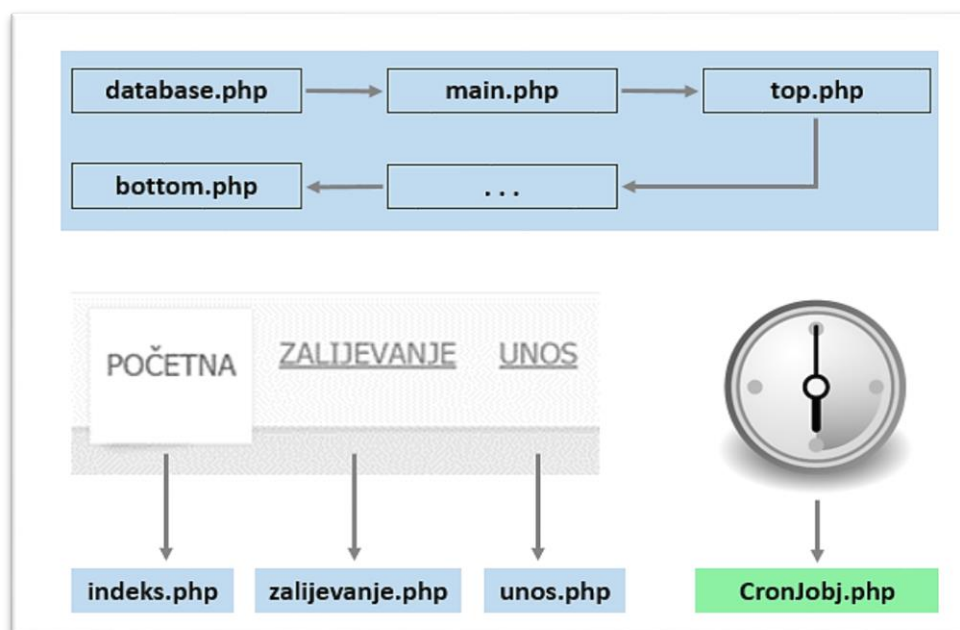 database.php main.php top.php
bottom.php . . .
POČETNA ZALIJEVANJE UNOS
indeks.php zalijevanje.php unos.php CronJobj.php